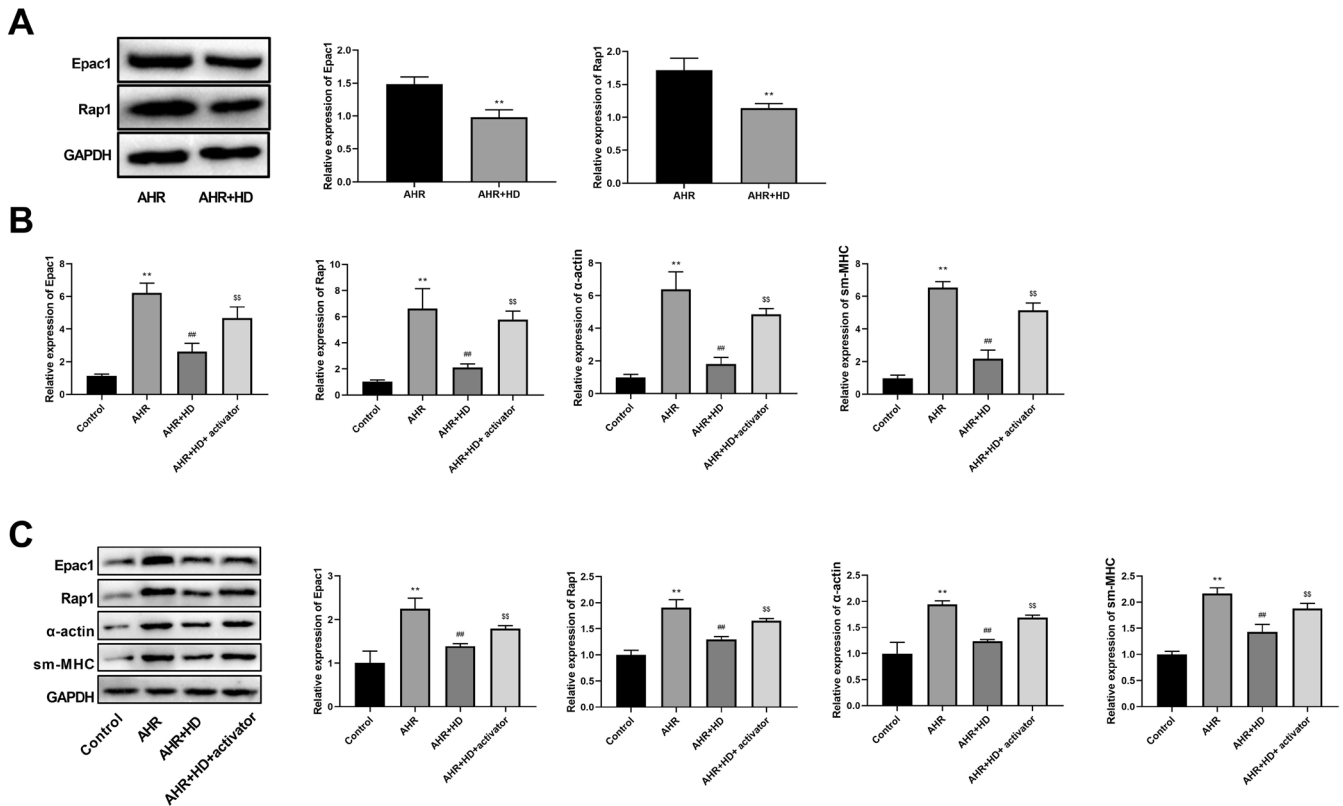 A
Epac1
Rap1
GAPDH
AHR AHR+HD
Relative expression of Epac1
2.0
1.5
1.0
0.5
0.0
**
AHR AHR+HD
Relative expression of Rap1
2.0
1.5
1.0
0.5
0.0
**
AHR AHR+HD
B
Relative expression of Epac1
8
6
4
2
0
**
##
$$
Control AHR AHR+HD AHR+HD+ activator
Relative expression of Rap1
10
8
6
4
2
0
**
##
$$
Control AHR AHR+HD AHR+HD+ activator
Relative expression of α-actin
8
6
4
2
0
**
##
$$
Control AHR AHR+HD AHR+HD+activator
Relative expression of sm-MHC
8
6
4
2
0
**
##
$$
Control AHR AHR+HD AHR+HD+ activator
C
Epac1
Rap1
α-actin
sm-MHC
GAPDH
Control AHR AHR+HD AHR+HD+activator
Relative expression of Epac1
3
2
1
0
**
##
$$
Control AHR AHR+HD AHR+HD+activator
Relative expression of Rap1
2.5
2.0
1.5
1.0
0.5
0.0
**
##
$$
Control AHR AHR+HD AHR+HD+ activator
Relative expression of α-actin
2.5
2.0
1.5
1.0
0.5
0.0
**
##
$$
Control AHR AHR+HD AHR+HD+ activator
Relative expression of sm-MHC
2.5
2.0
1.5
1.0
0.5
0.0
**
##
$$
Control AHR AHR+HD AHR+HD+ activator